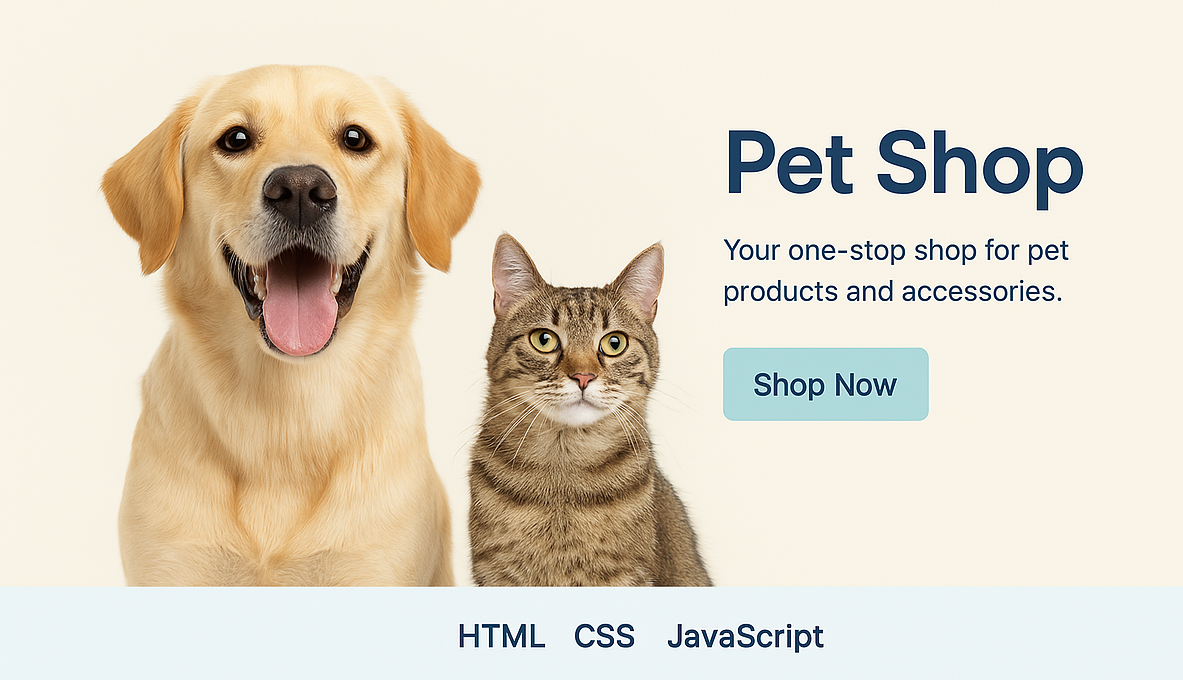 Pet Shop
Your one-stop shop for pet
products and accessories.
Shop Now
HTML CSS JavaScript